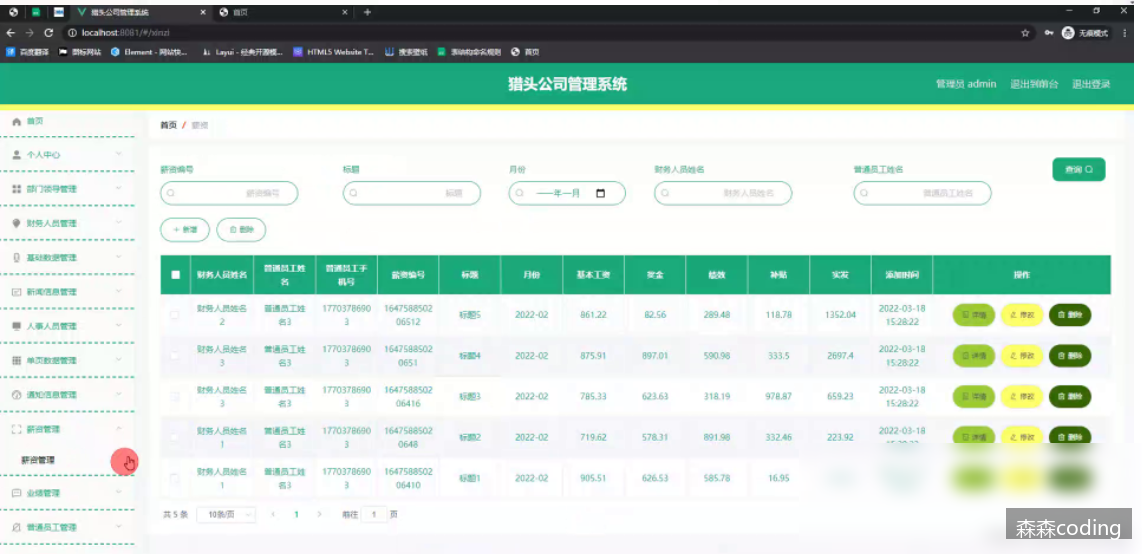 猎头公司管理系统
首页
localhost:8081/#/xinzi
无痕模式
百度翻译
图标网站
Element - 网站快...
Layui - 经典开源模...
HTML5 Website T...
搜索壁纸
首页
猎头公司管理系统
管理员 admin
退出到前台
退出登录
首页
个人中心
部门领导管理
财务人员管理
基础数据管理
新闻信息管理
人事人员管理
单页数据管理
通知信息管理
薪资管理
薪资管理
业绩管理
普通员工管理
首页 / 薪资
薪资编号 标题 月份 财务人员姓名 普通员工姓名
薪资编号 标题 ----年--月 财务人员姓名 普通员工姓名
查询
+ 新增 删除
财务人员姓名 普通员工姓名 普通员工手机号 薪资编号 标题 月份 基本工资 奖金 绩效 补贴 实发 添加时间 操作
财务人员姓名2 普通员工姓名3 17703786903 164758850206512 标题5 2022-02 861.22 82.56 289.48 118.78 1352.04 2022-03-18 15:28:22 详情 修改 删除
财务人员姓名3 普通员工姓名3 17703786903 16475885020651 标题4 2022-02 875.91 897.01 590.98 333.5 2697.4 2022-03-18 15:28:22 详情 修改 删除
财务人员姓名3 普通员工姓名3 17703786903 164758850206416 标题3 2022-02 785.33 623.63 318.19 978.87 659.23 2022-03-18 15:28:22 详情 修改 删除
财务人员姓名1 普通员工姓名3 17703786903 16475885020648 标题2 2022-02 719.62 578.31 891.98 332.46 223.92 2022-03-18 详情 修改 删除
财务人员姓名1 普通员工姓名3 17703786903 164758850206410 标题1 2022-02 905.51 626.53 585.78 16.95
共 5 条 10条/页 < 1 > 前往 1 页
森森coding